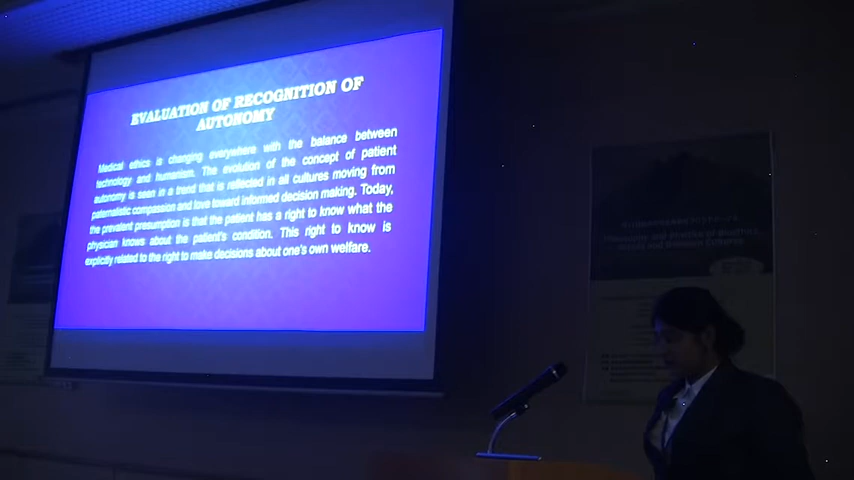 EVALUATION OF RECOGNITION OF
AUTONOMY
Medical ethics is changing everywhere with the balance between
technology and humanism. The evolution of the concept of patient
autonomy is seen in a trend that is reflected in all cultures moving from
paternalistic compassion and love toward informed decision making. Today,
the prevalent presumption is that the patient has a right to know what the
physician knows about the patient's condition. This right to know is
explicitly related to the right to make decisions about one's own welfare.